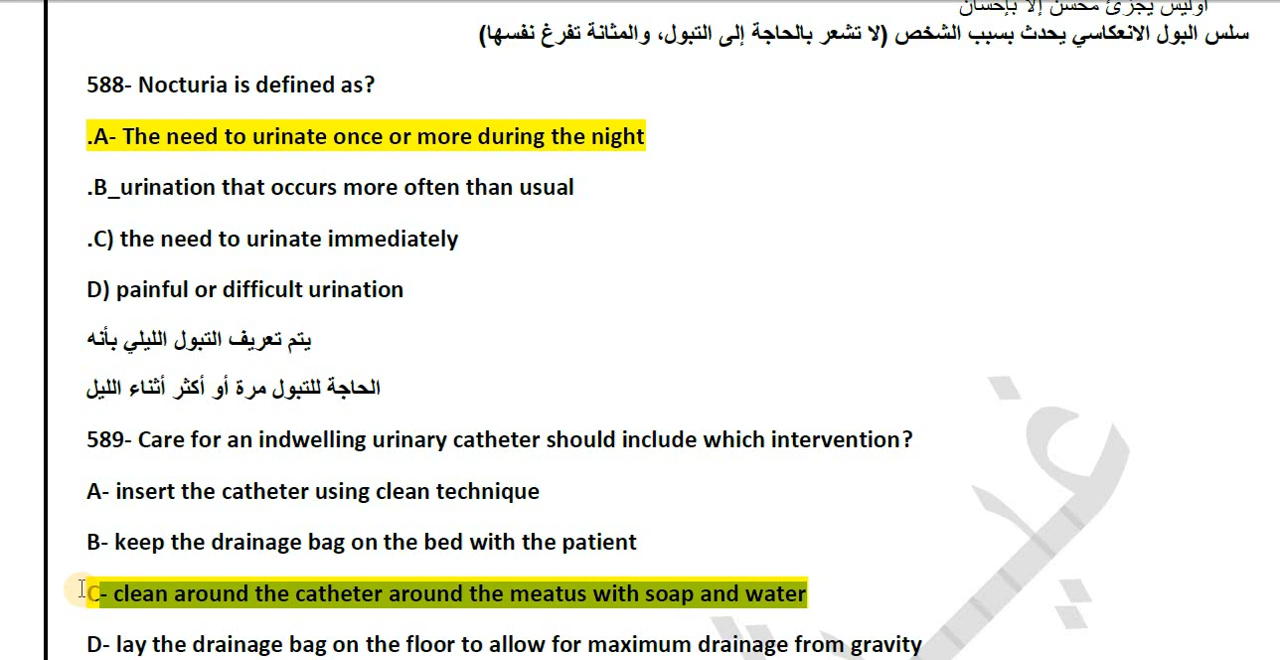 أوليس يجزئ محسن إلا بإحسان
سلس البول الانعكاسي يحدث بسبب الشخص (لا تشعر بالحاجة إلى التبول، والمثانة تفرغ نفسها)
588- Nocturia is defined as?
.A- The need to urinate once or more during the night
.B_urination that occurs more often than usual
.C) the need to urinate immediately
D) painful or difficult urination
يتم تعريف التبول الليلي بأنه
الحاجة للتبول مرة أو أكثر أثناء الليل
589- Care for an indwelling urinary catheter should include which intervention?
A- insert the catheter using clean technique
B- keep the drainage bag on the bed with the patient
C- clean around the catheter around the meatus with soap and water
D- lay the drainage bag on the floor to allow for maximum drainage from gravity